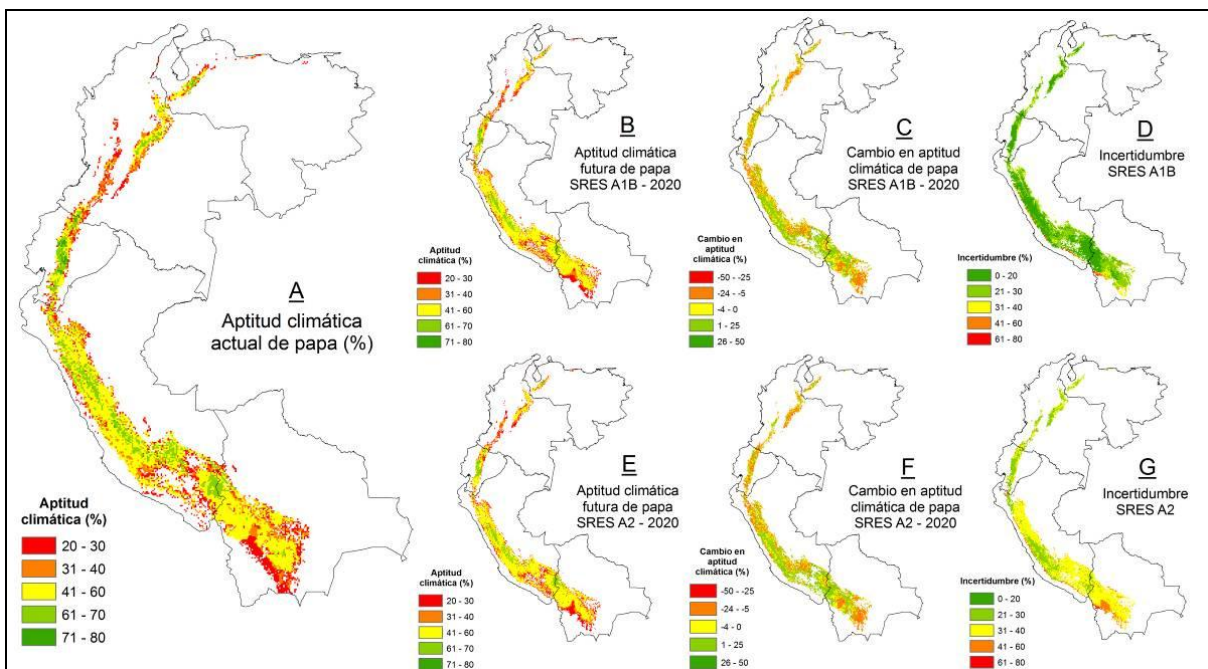 A
Aptitud climática
actual de papa (%)
Aptitud
climática (%)
20 - 30
31 - 40
41 - 60
61 - 70
71 - 80
B
Aptitud climática
futura de papa
SRES A1B - 2020
Aptitud
climática (%)
20 - 30
31 - 40
41 - 60
61 - 70
71 - 80
C
Cambio en aptitud
climática de papa
SRES A1B - 2020
Cambio en
aptitud
climática (%)
-50 - -25
-24 - -5
-4 - 0
1 - 25
26 - 50
D
Incertidumbre
SRES A1B
Incertidumbre (%)
0 - 20
21 - 30
31 - 40
41 - 60
61 - 80
E
Aptitud climática
futura de papa
SRES A2 - 2020
Aptitud
climática (%)
20 - 30
31 - 40
41 - 60
61 - 70
71 - 80
F
Cambio en aptitud
climática de papa
SRES A2 - 2020
Cambio en
aptitud
climática (%)
-50 - -25
-24 - -5
-4 - 0
1 - 25
26 - 50
G
Incertidumbre
SRES A2
Incertidumbre (%)
0 - 20
21 - 30
31 - 40
41 - 60
61 - 80